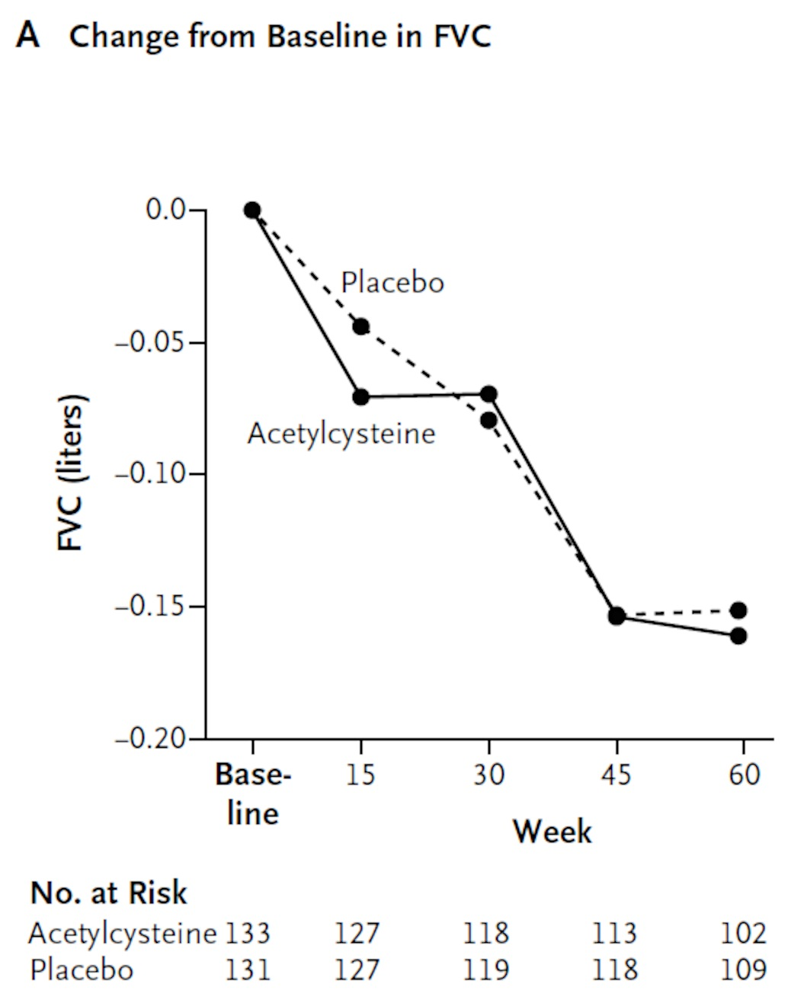 A Change from Baseline in FVC
0.0
Placebo
–0.05
Acetylcysteine
FVC (liters)
–0.10
–0.15
–0.20
Base-
line
15 30 45 60
Week
No. at Risk
Acetylcysteine 133 127 118 113 102
Placebo 131 127 119 118 109